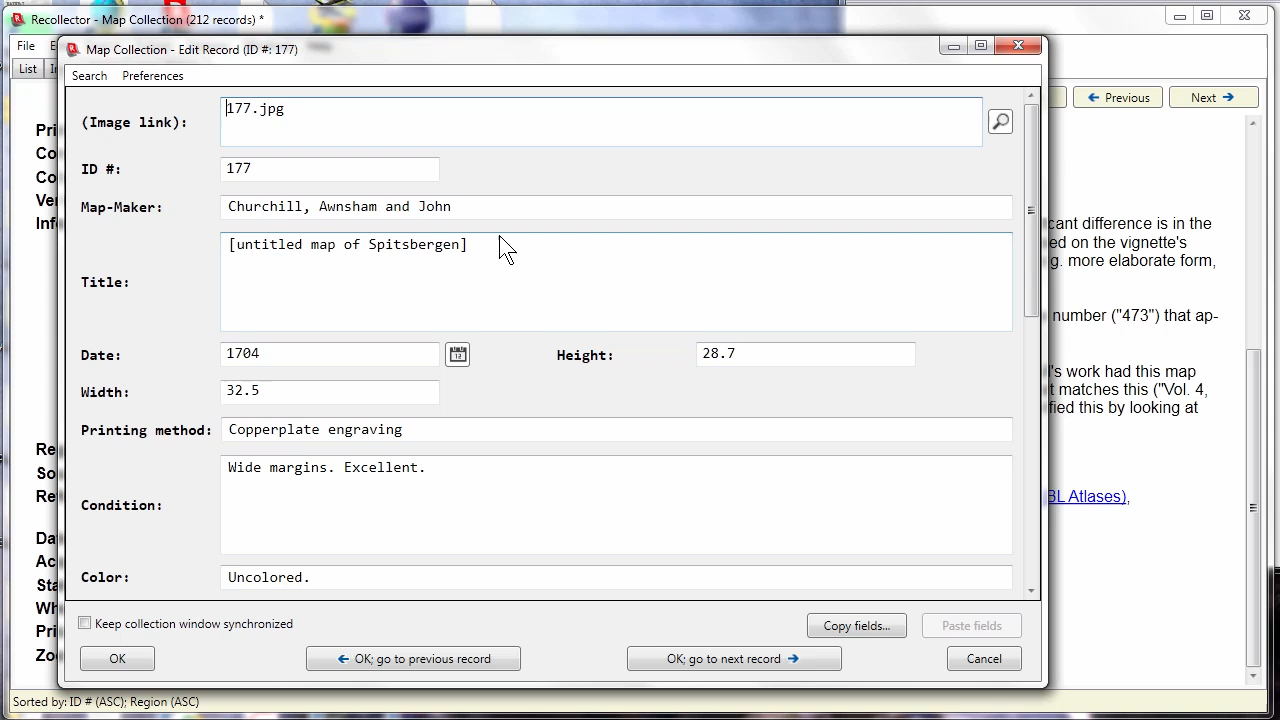 Recollector - Map Collection (212 records) *
File
Map Collection - Edit Record (ID #: 177)
List
Search Preferences
Previous Next
(Image link): 177.jpg
ID #: 177
Map-Maker: Churchill, Awnsham and John
Title: [untitled map of Spitsbergen]
Date: 1704 Height: 28.7
Width: 32.5
Printing method: Copperplate engraving
Condition: Wide margins. Excellent.
Color: Uncolored.
cant difference is in the
ed on the vignette's
g. more elaborate form,
number ("473") that ap-
's work had this map
t matches this ("Vol. 4,
fied this by looking at
BL Atlases),
Keep collection window synchronized
Copy fields... Paste fields
OK OK; go to previous record OK; go to next record Cancel
Sorted by: ID # (ASC); Region (ASC)